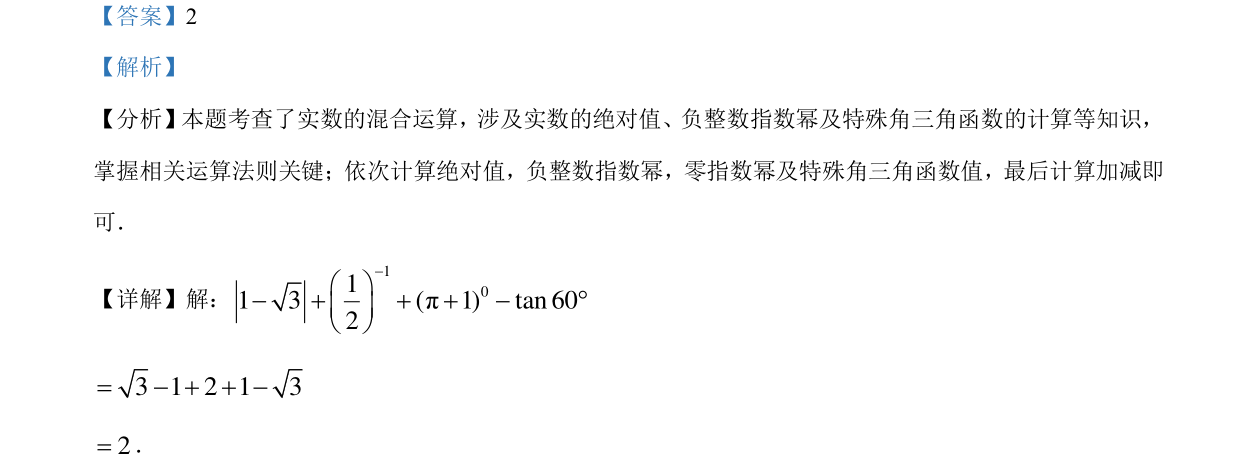 【答案】2
【解析】
【分析】本题考查了实数的混合运算，涉及实数的绝对值、负整数指数幂及特殊角三角函数的计算等知识，
掌握相关运算法则关键；依次计算绝对值，负整数指数幂，零指数幂及特殊角三角函数值，最后计算加减即
可．
【详解】解：|1−√3|+(1/2)^{−1}+(π+1)^0−tan60°
=√3−1+2+1−√3
=2．